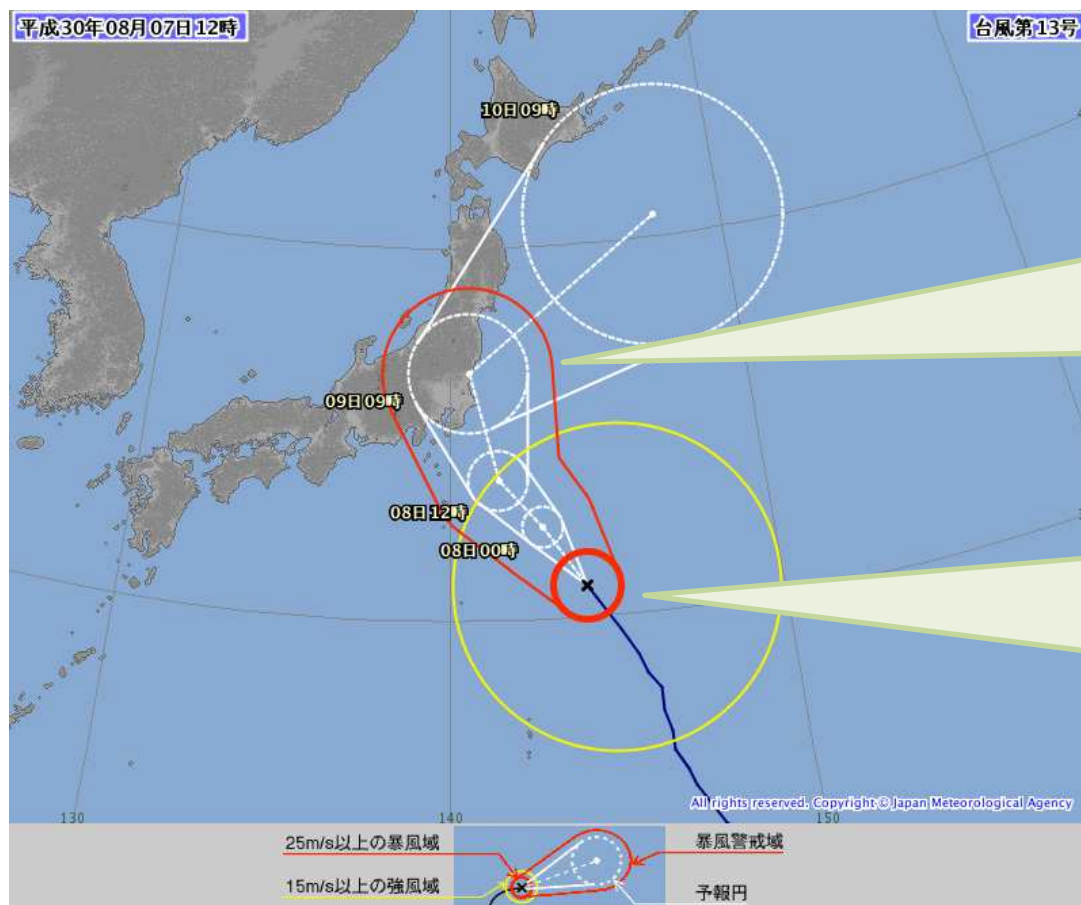 平成30年08月07日12時
台風第13号
10日09時
09日09時
08日12時
08日00時
All rights reserved. Copyright © Japan Meteorological Agency
130
140
150
25m/s以上の暴風域
暴風警戒域
15m/s以上の強風域
予報円